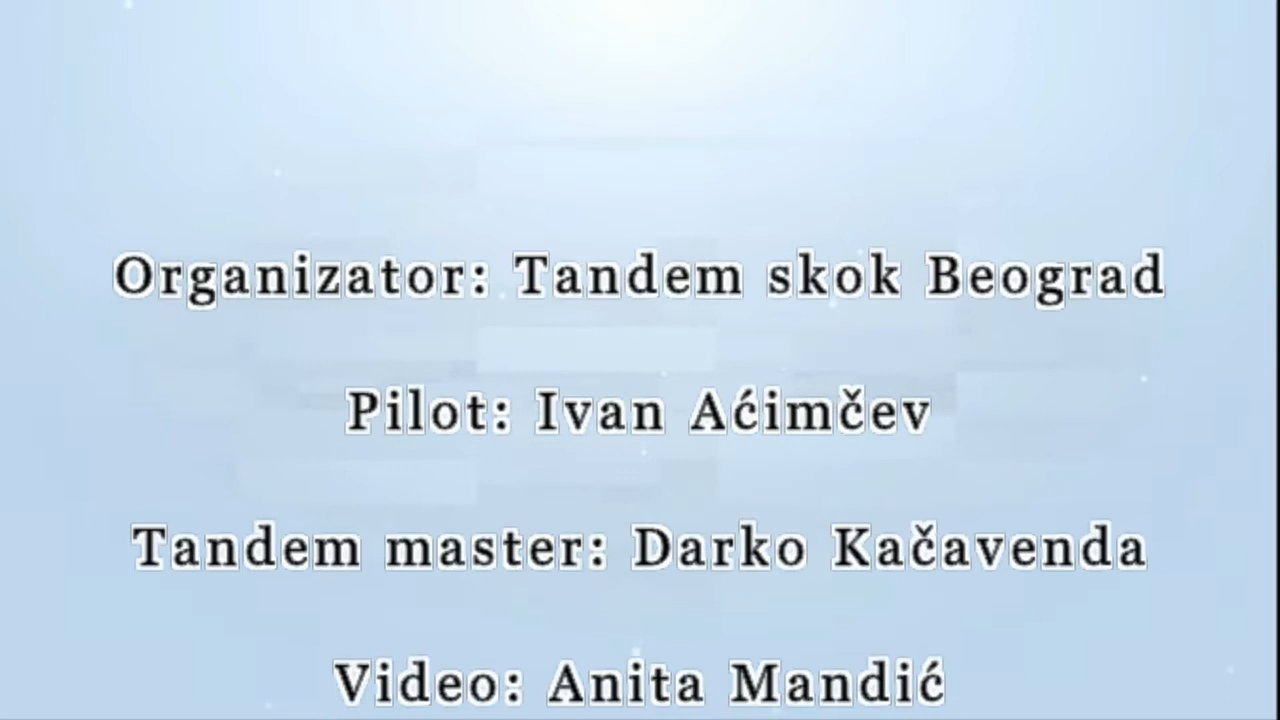 Organizator: Tandem skok Beograd
Pilot: Ivan Aćimčev
Tandem master: Darko Kačavenda
Video: Anita Mandić